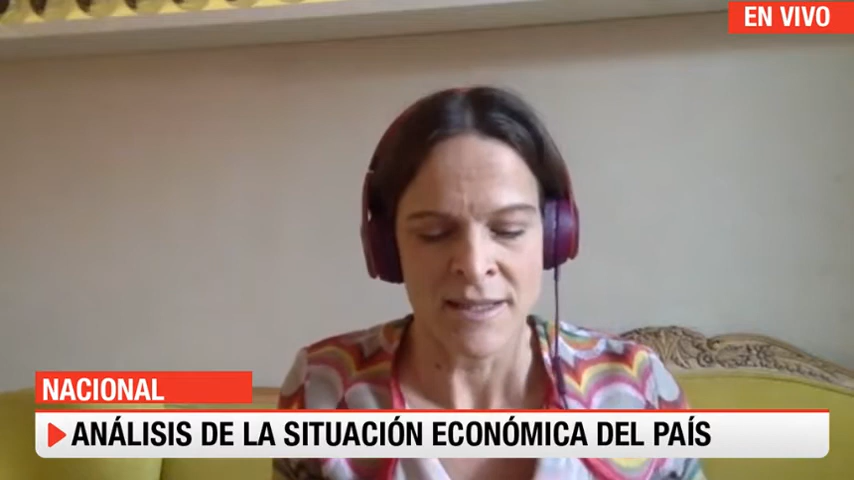 EN VIVO
NACIONAL
ANÁLISIS DE LA SITUACIÓN ECONÓMICA DEL PAÍS